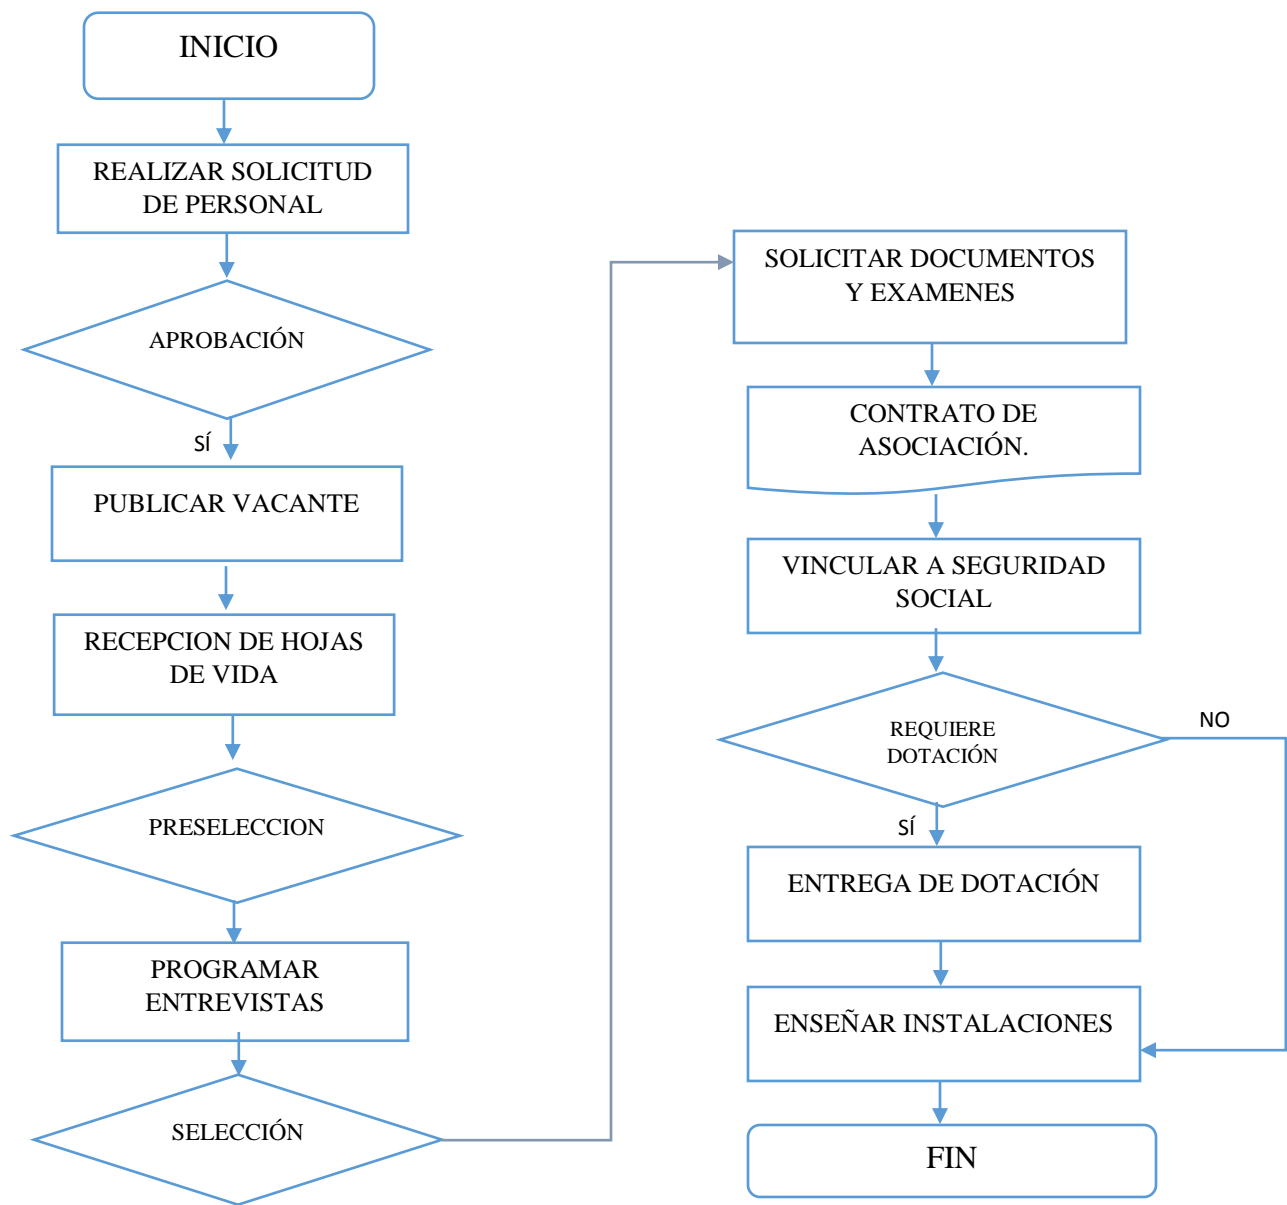 INICIO
REALIZAR SOLICITUD
DE PERSONAL
APROBACIÓN
SÍ
PUBLICAR VACANTE
RECEPCION DE HOJAS
DE VIDA
PRESELECCION
PROGRAMAR
ENTREVISTAS
SELECCIÓN
SOLICITAR DOCUMENTOS
Y EXAMENES
CONTRATO DE
ASOCIACIÓN.
VINCULAR A SEGURIDAD
SOCIAL
REQUIERE
DOTACIÓN
NO
SÍ
ENTREGA DE DOTACIÓN
ENSEÑAR INSTALACIONES
FIN